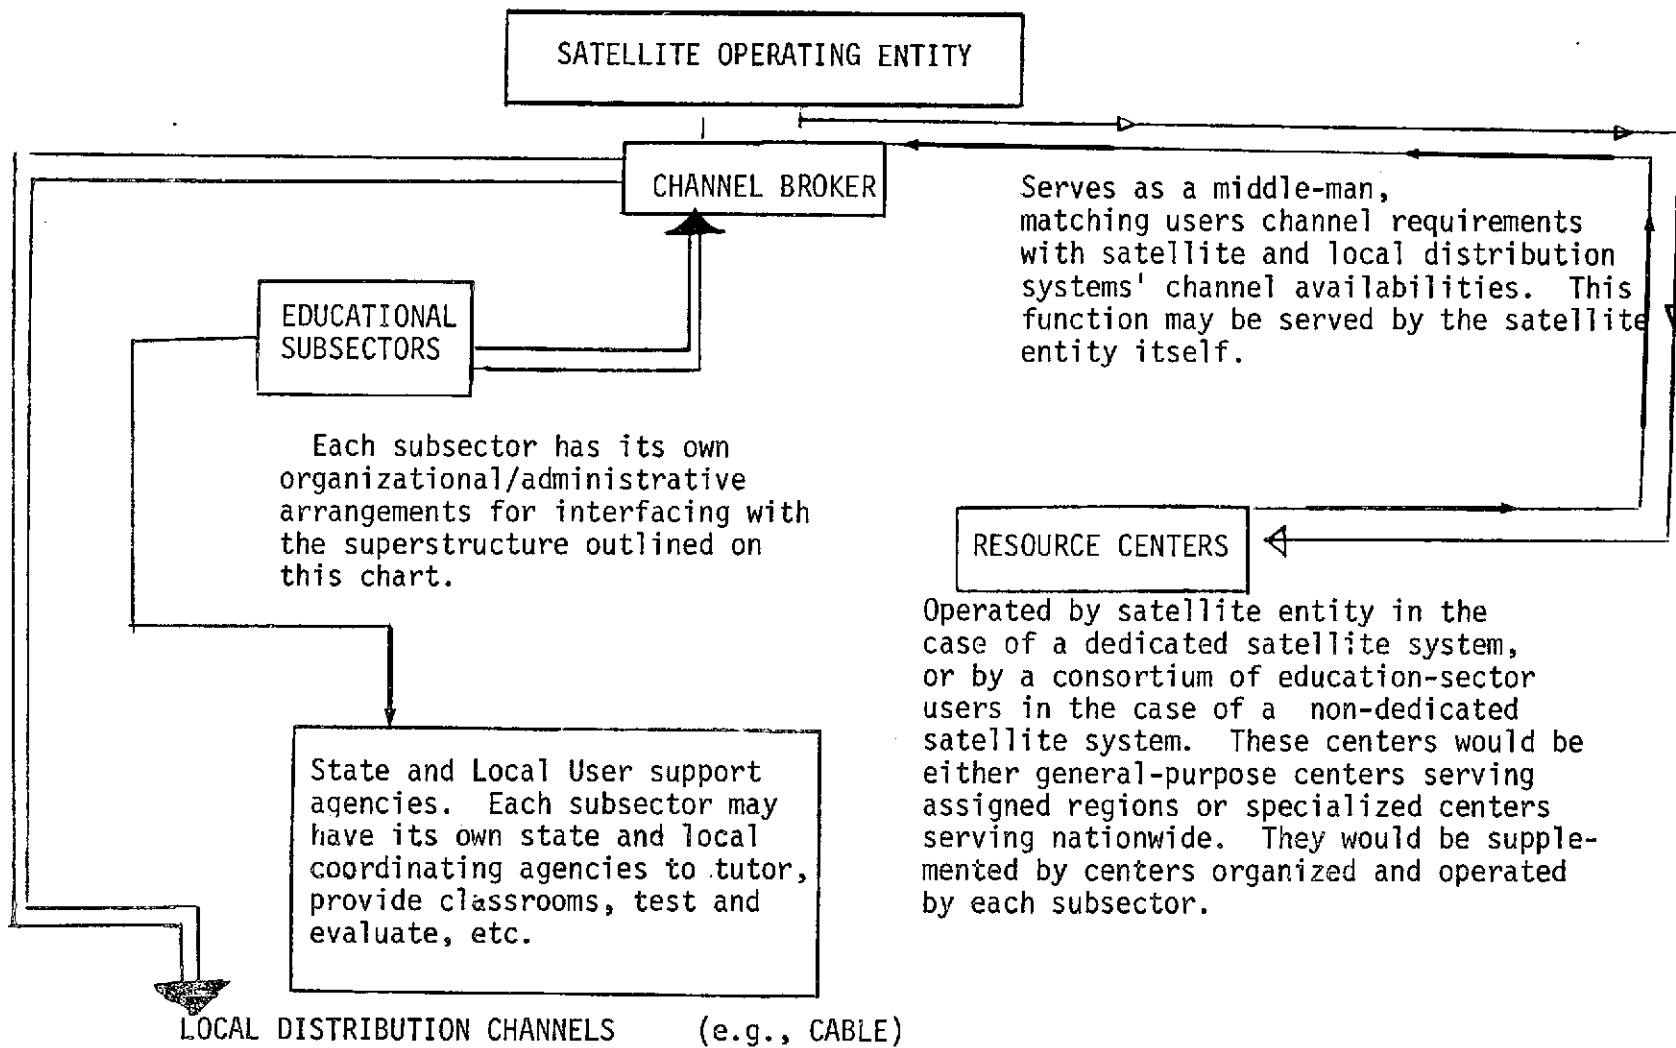 SATELLITE OPERATING ENTITY
CHANNEL BROKER
Serves as a middle-man,
matching users channel requirements
with satellite and local distribution
systems' channel availabilities. This
function may be served by the satellite
entity itself.
EDUCATIONAL
SUBSECTORS
Each subsector has its own
organizational/administrative
arrangements for interfacing with
the superstructure outlined on
this chart.
RESOURCE CENTERS
Operated by satellite entity in the
case of a dedicated satellite system,
or by a consortium of education-sector
users in the case of a non-dedicated
satellite system. These centers would be
either general-purpose centers serving
assigned regions or specialized centers
serving nationwide. They would be supple-
mented by centers organized and operated
by each subsector.
State and Local User support
agencies. Each subsector may
have its own state and local
coordinating agencies to tutor,
provide classrooms, test and
evaluate, etc.
LOCAL DISTRIBUTION CHANNELS (e.g., CABLE)